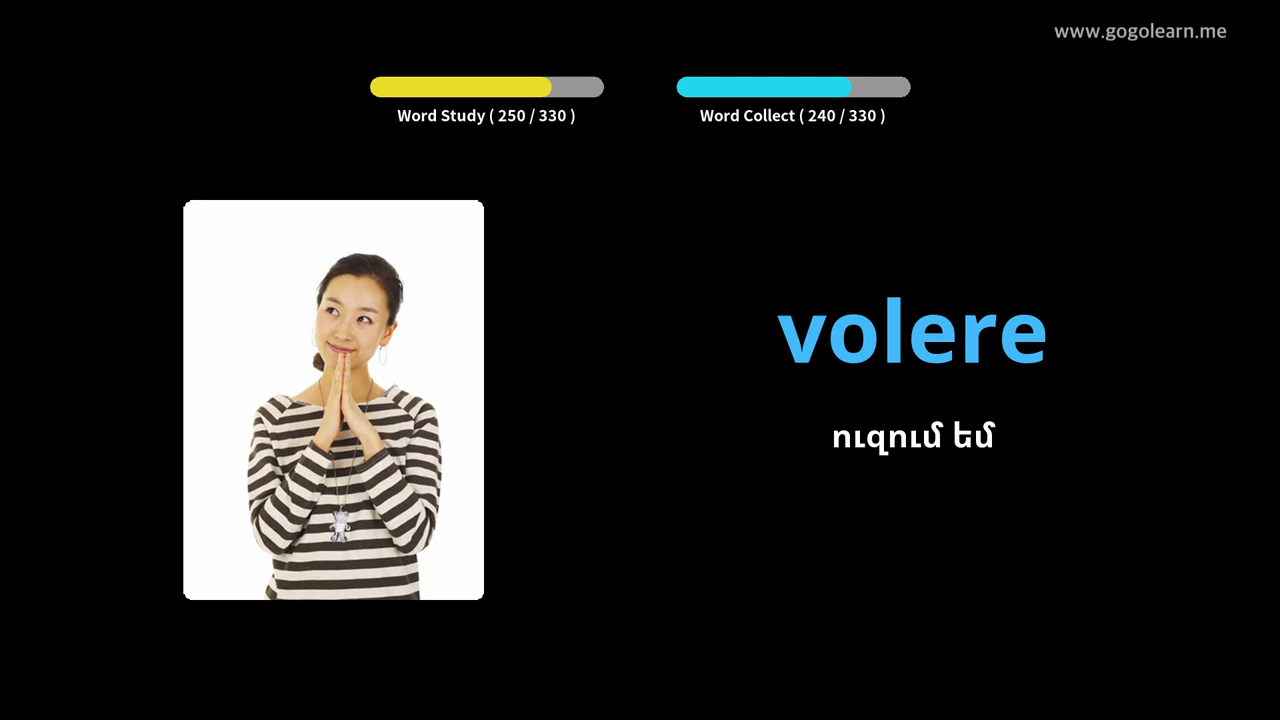 www.gogolearn.me
Word Study ( 250 / 330 )
Word Collect ( 240 / 330 )
volere
ուզում եմ